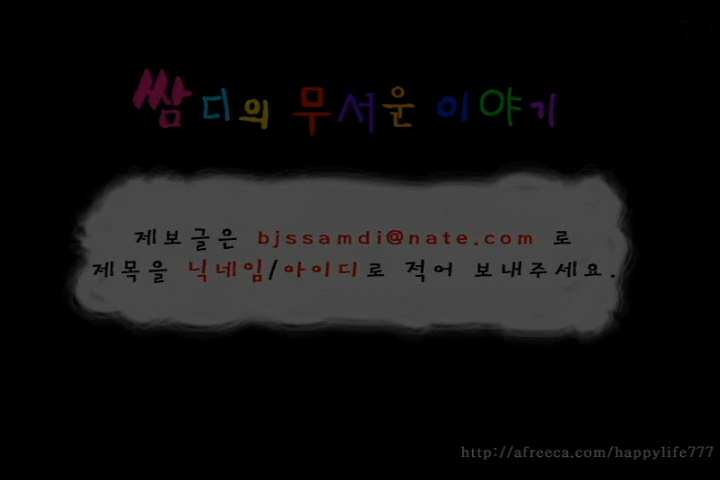 쌈디의 무서운 이야기
제보글은 bjssamdi@nate.com 로
제목을 닉네임/아이디로 적어 보내주세요.
http://afreeca.com/happylife777